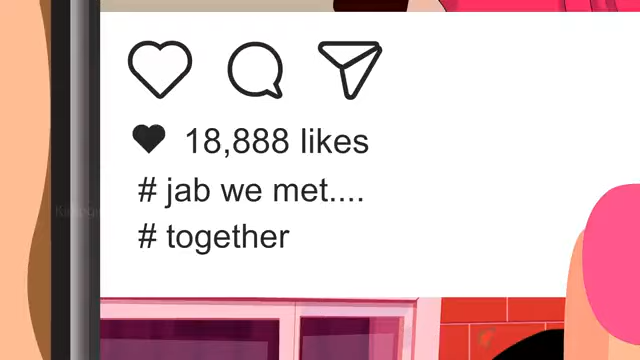 18,888 likes
# jab we met....
# together